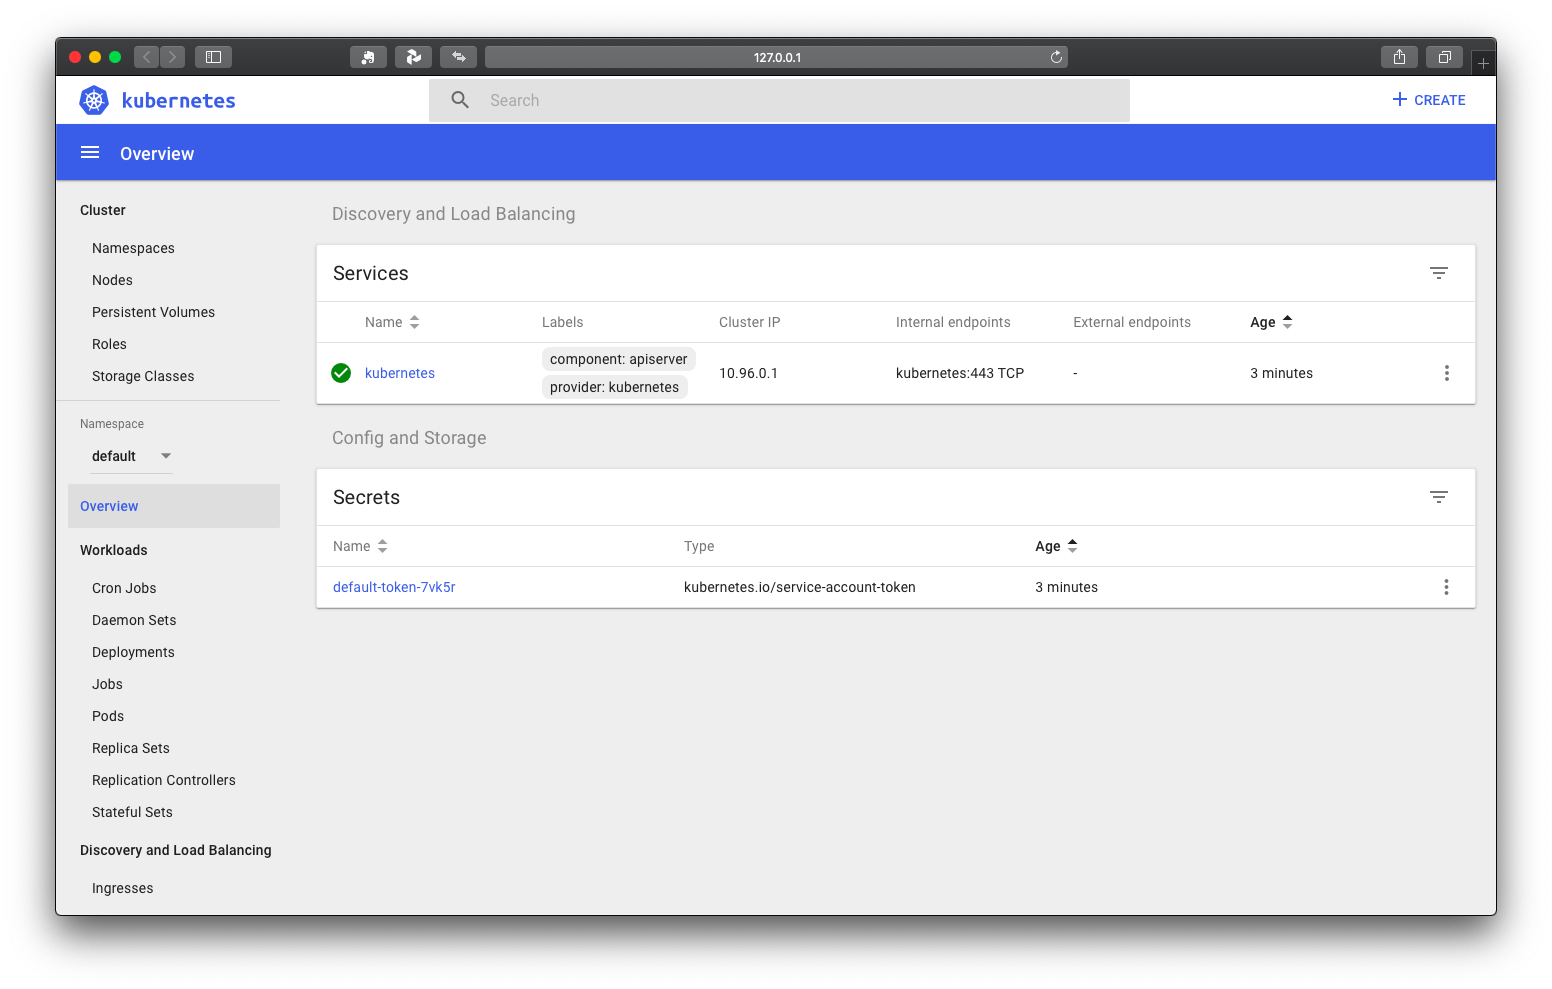 127.0.0.1
kubernetes
Search
CREATE
Overview
Cluster
Namespaces
Nodes
Persistent Volumes
Roles
Storage Classes
Namespace
default
Overview
Workloads
Cron Jobs
Daemon Sets
Deployments
Jobs
Pods
Replica Sets
Replication Controllers
Stateful Sets
Discovery and Load Balancing
Ingresses
Discovery and Load Balancing
Services
Name Labels Cluster IP Internal endpoints External endpoints Age
component: apiserver
kubernetes 10.96.0.1 kubernetes:443 TCP - 3 minutes
provider: kubernetes
Config and Storage
Secrets
Name Type Age
default-token-7vk5r kubernetes.io/service-account-token 3 minutes